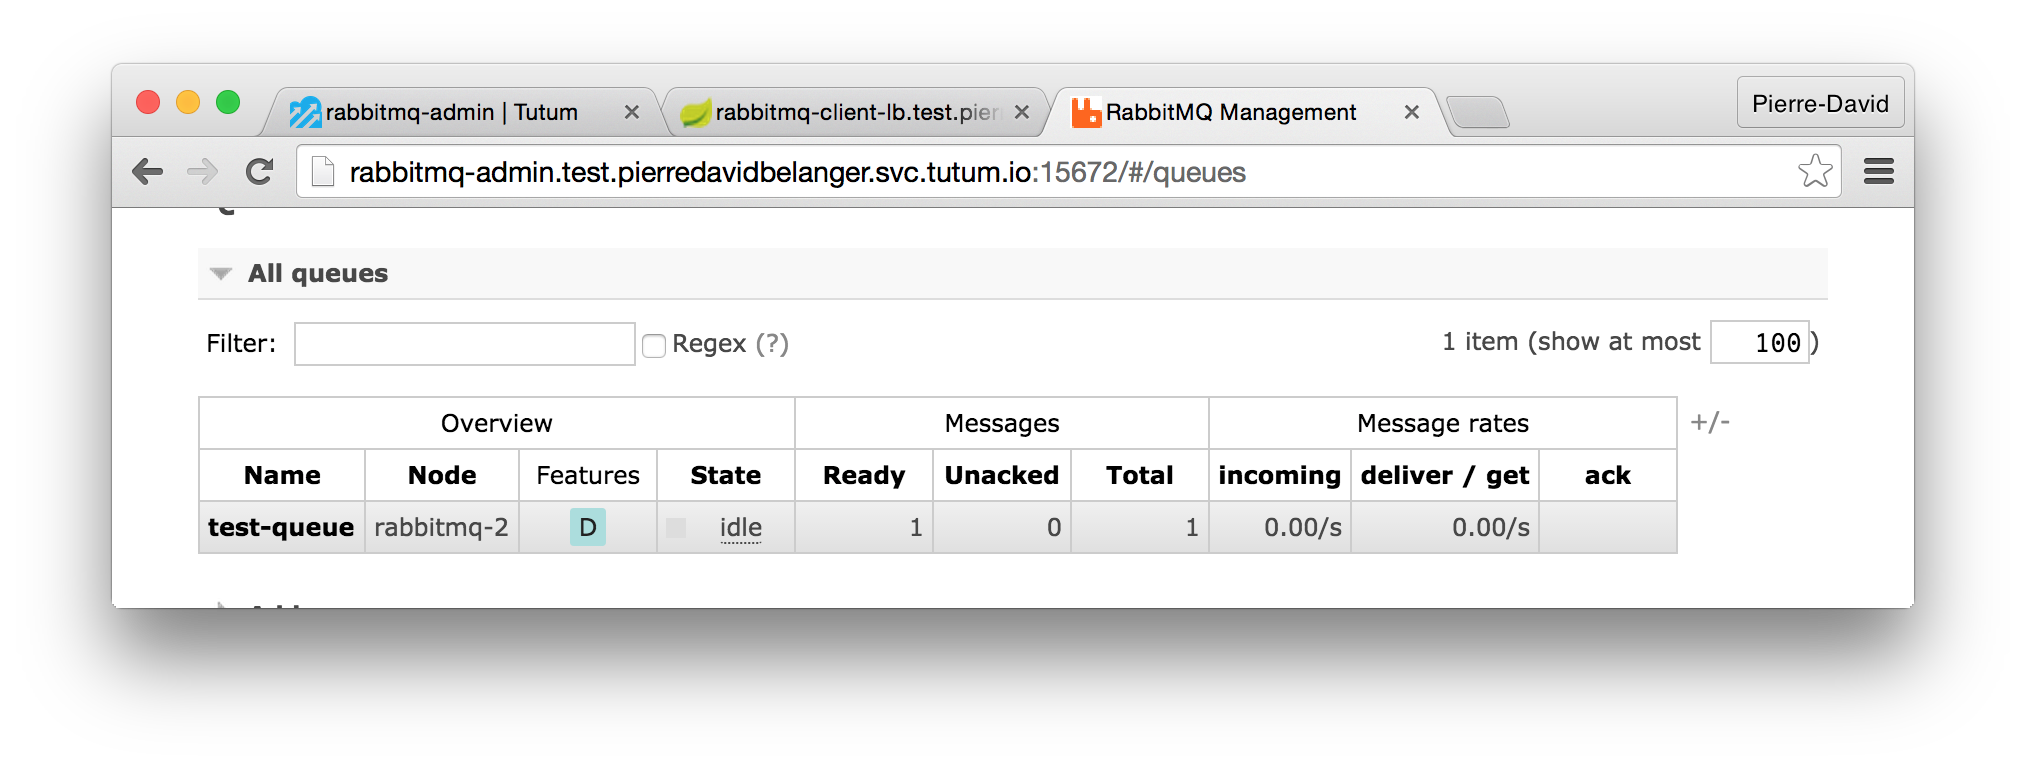 rabbitmq-admin | Tutum
rabbitmq-client-lb.test.pier
RabbitMQ Management
Pierre-David
rabbitmq-admin.test.pierredavidbelanger.svc.tutum.io:15672/#/queues
All queues
Filter: Regex (?) 1 item (show at most 100)
Overview Messages Message rates +/-
Name Node Features State Ready Unacked Total incoming deliver / get ack
test-queue rabbitmq-2 D idle 1 0 1 0.00/s 0.00/s